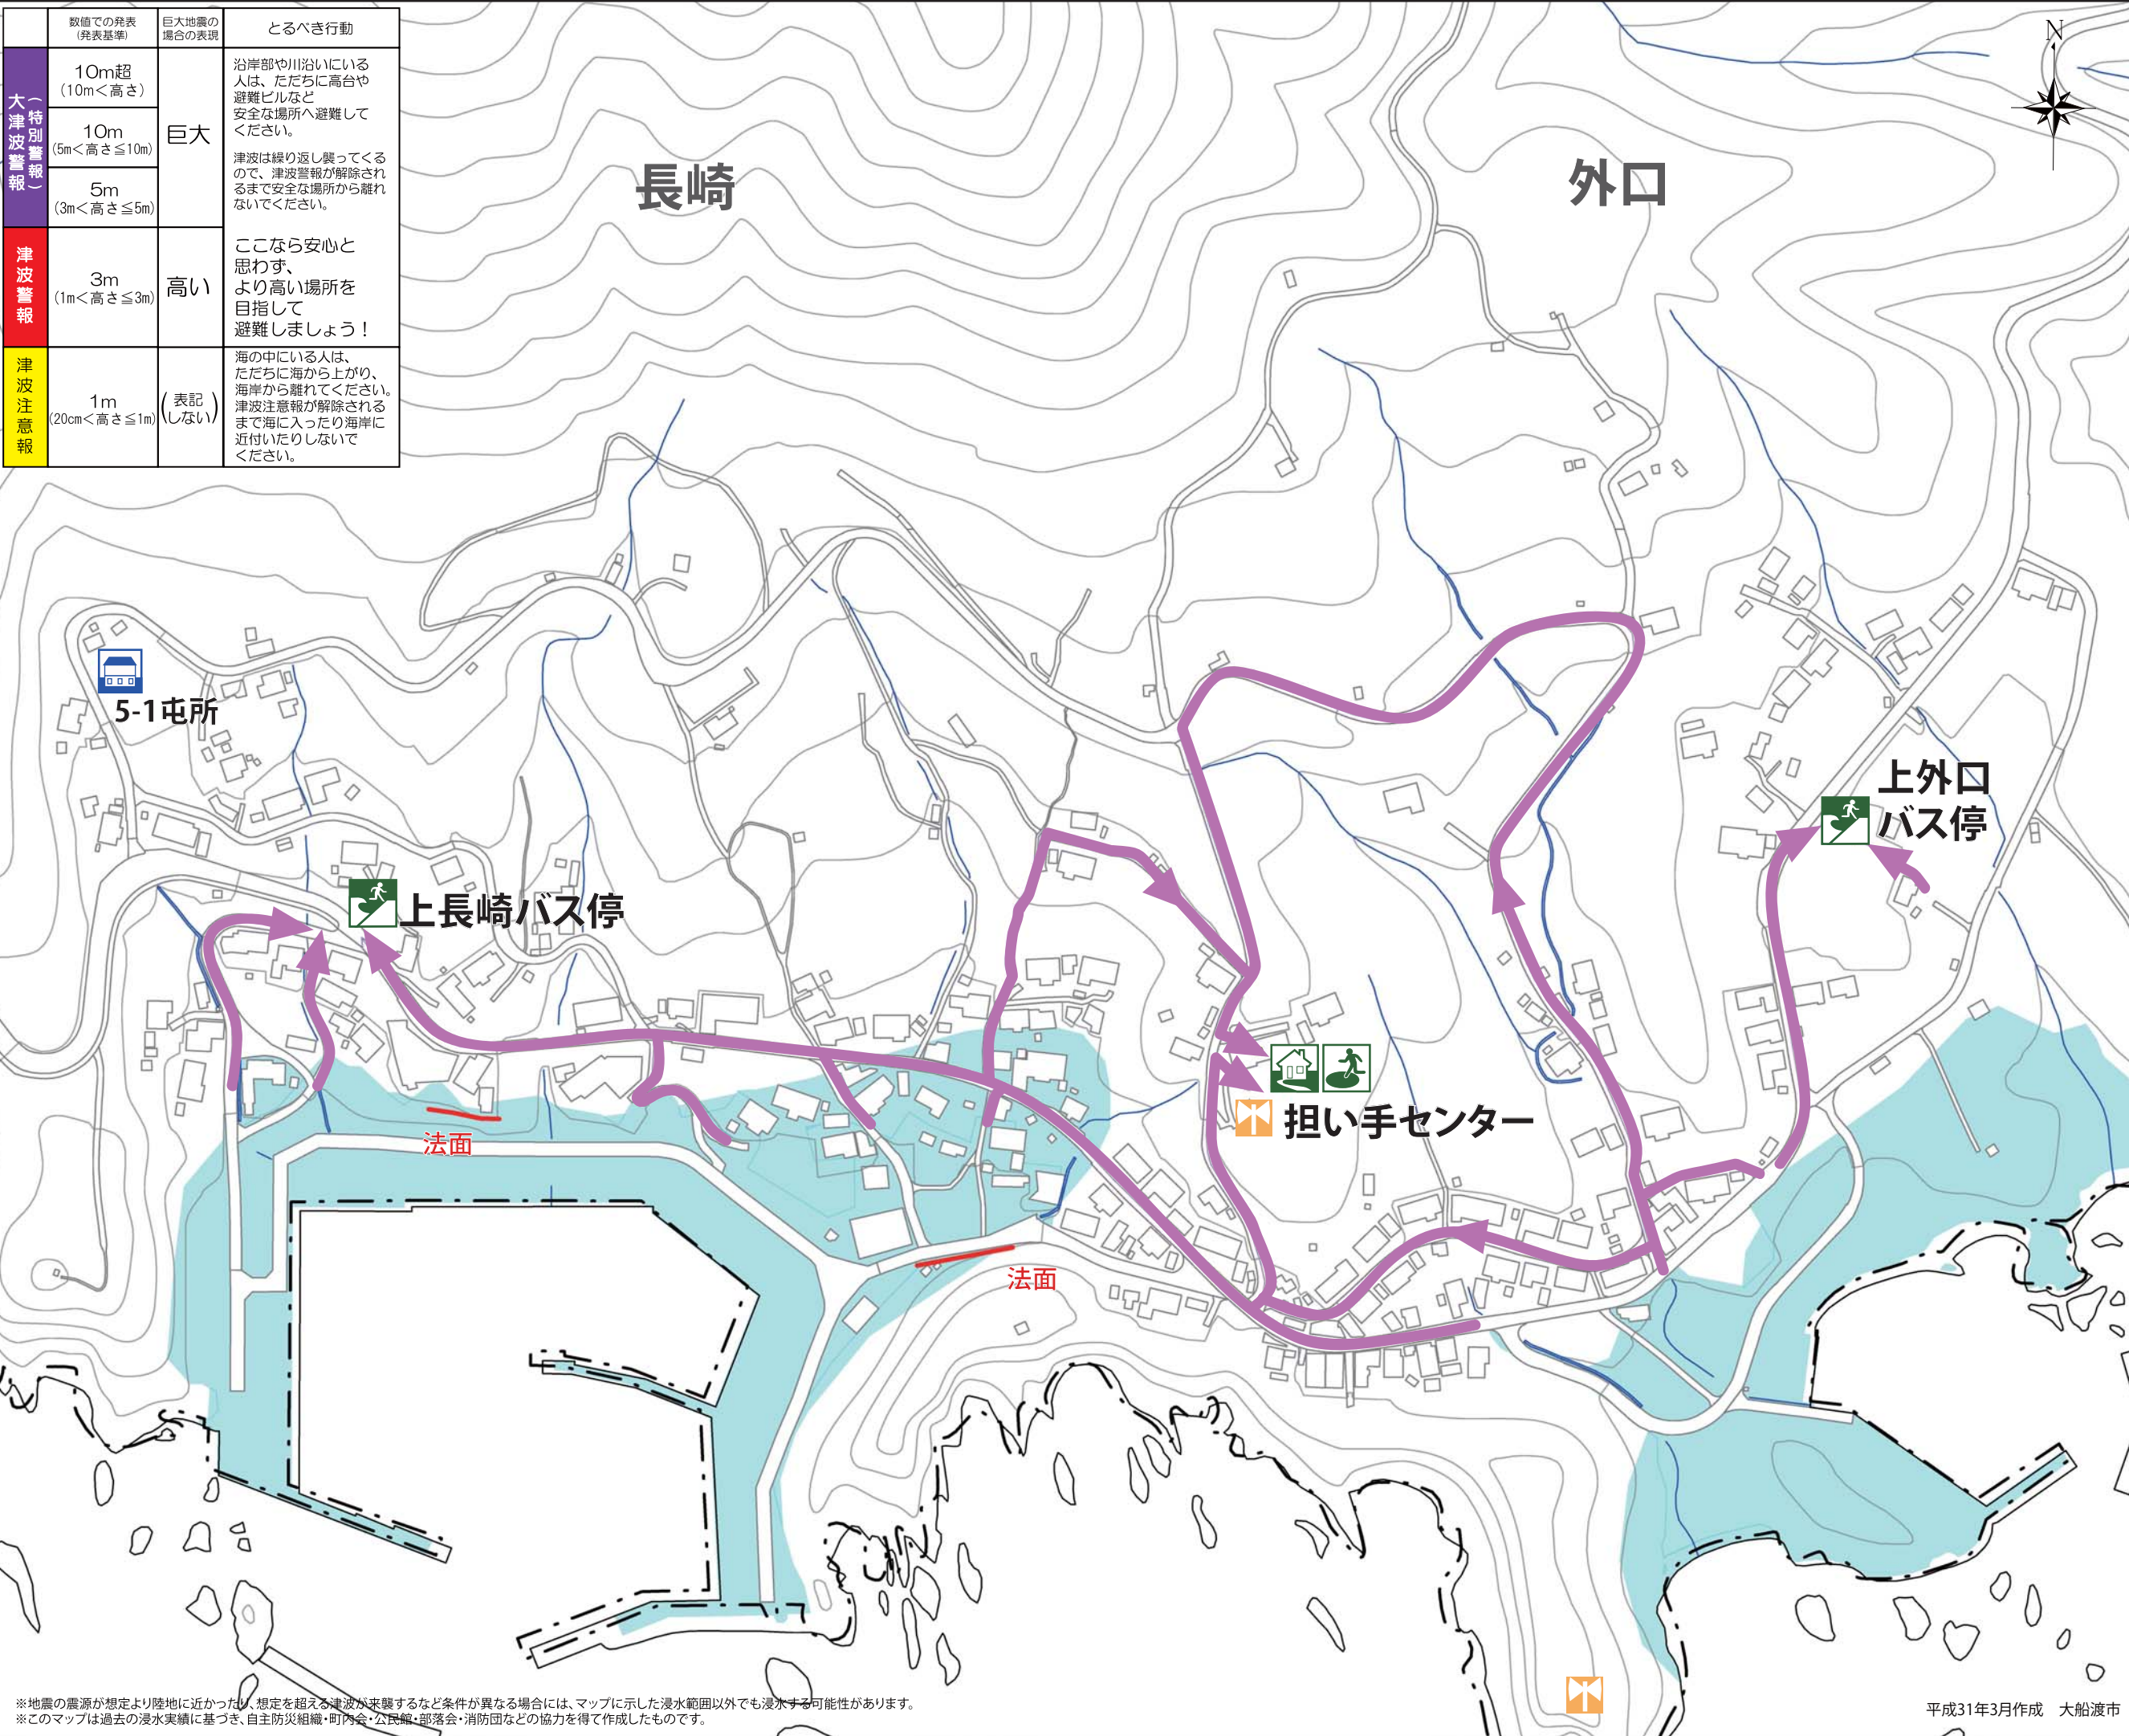 数値での発表
(発表基準)
巨大地震の
場合の表現
とるべき行動
大津波警報
(特別警報)
10m超
(10m<高さ)
10m
(5m<高さ≦10m)
5m
(3m<高さ≦5m)
巨大
沿岸部や川沿いにいる
人は、ただちに高台や
避難ビルなど
安全な場所へ避難して
ください。
津波は繰り返し襲ってくる
ので、津波警報が解除され
るまで安全な場所から離れ
ないでください。
津波警報
3m
(1m<高さ≦3m)
高い
ここなら安心と
思わず、
より高い場所を
目指して
避難しましょう!
津波注意報
1m
(20cm<高さ≦1m)
(表記
しない)
海の中にいる人は、
ただちに海から上がり、
海岸から離れてください。
津波注意報が解除される
まで海に入ったり海岸に
近付いたりしないで
ください。
長崎
外口
N
5-1屯所
上外口
バス停
上長崎バス停
担い手センター
法面
法面
※地震の震源が想定より陸地に近かったり、想定を超える津波が来襲するなど条件が異なる場合には、マップに示した浸水範囲以外でも浸水する可能性があります。
※このマップは過去の浸水実績に基づき、自主防災組織・町内会・公民館・部落会・消防団などの協力を得て作成したものです。
平成31年3月作成 大船渡市